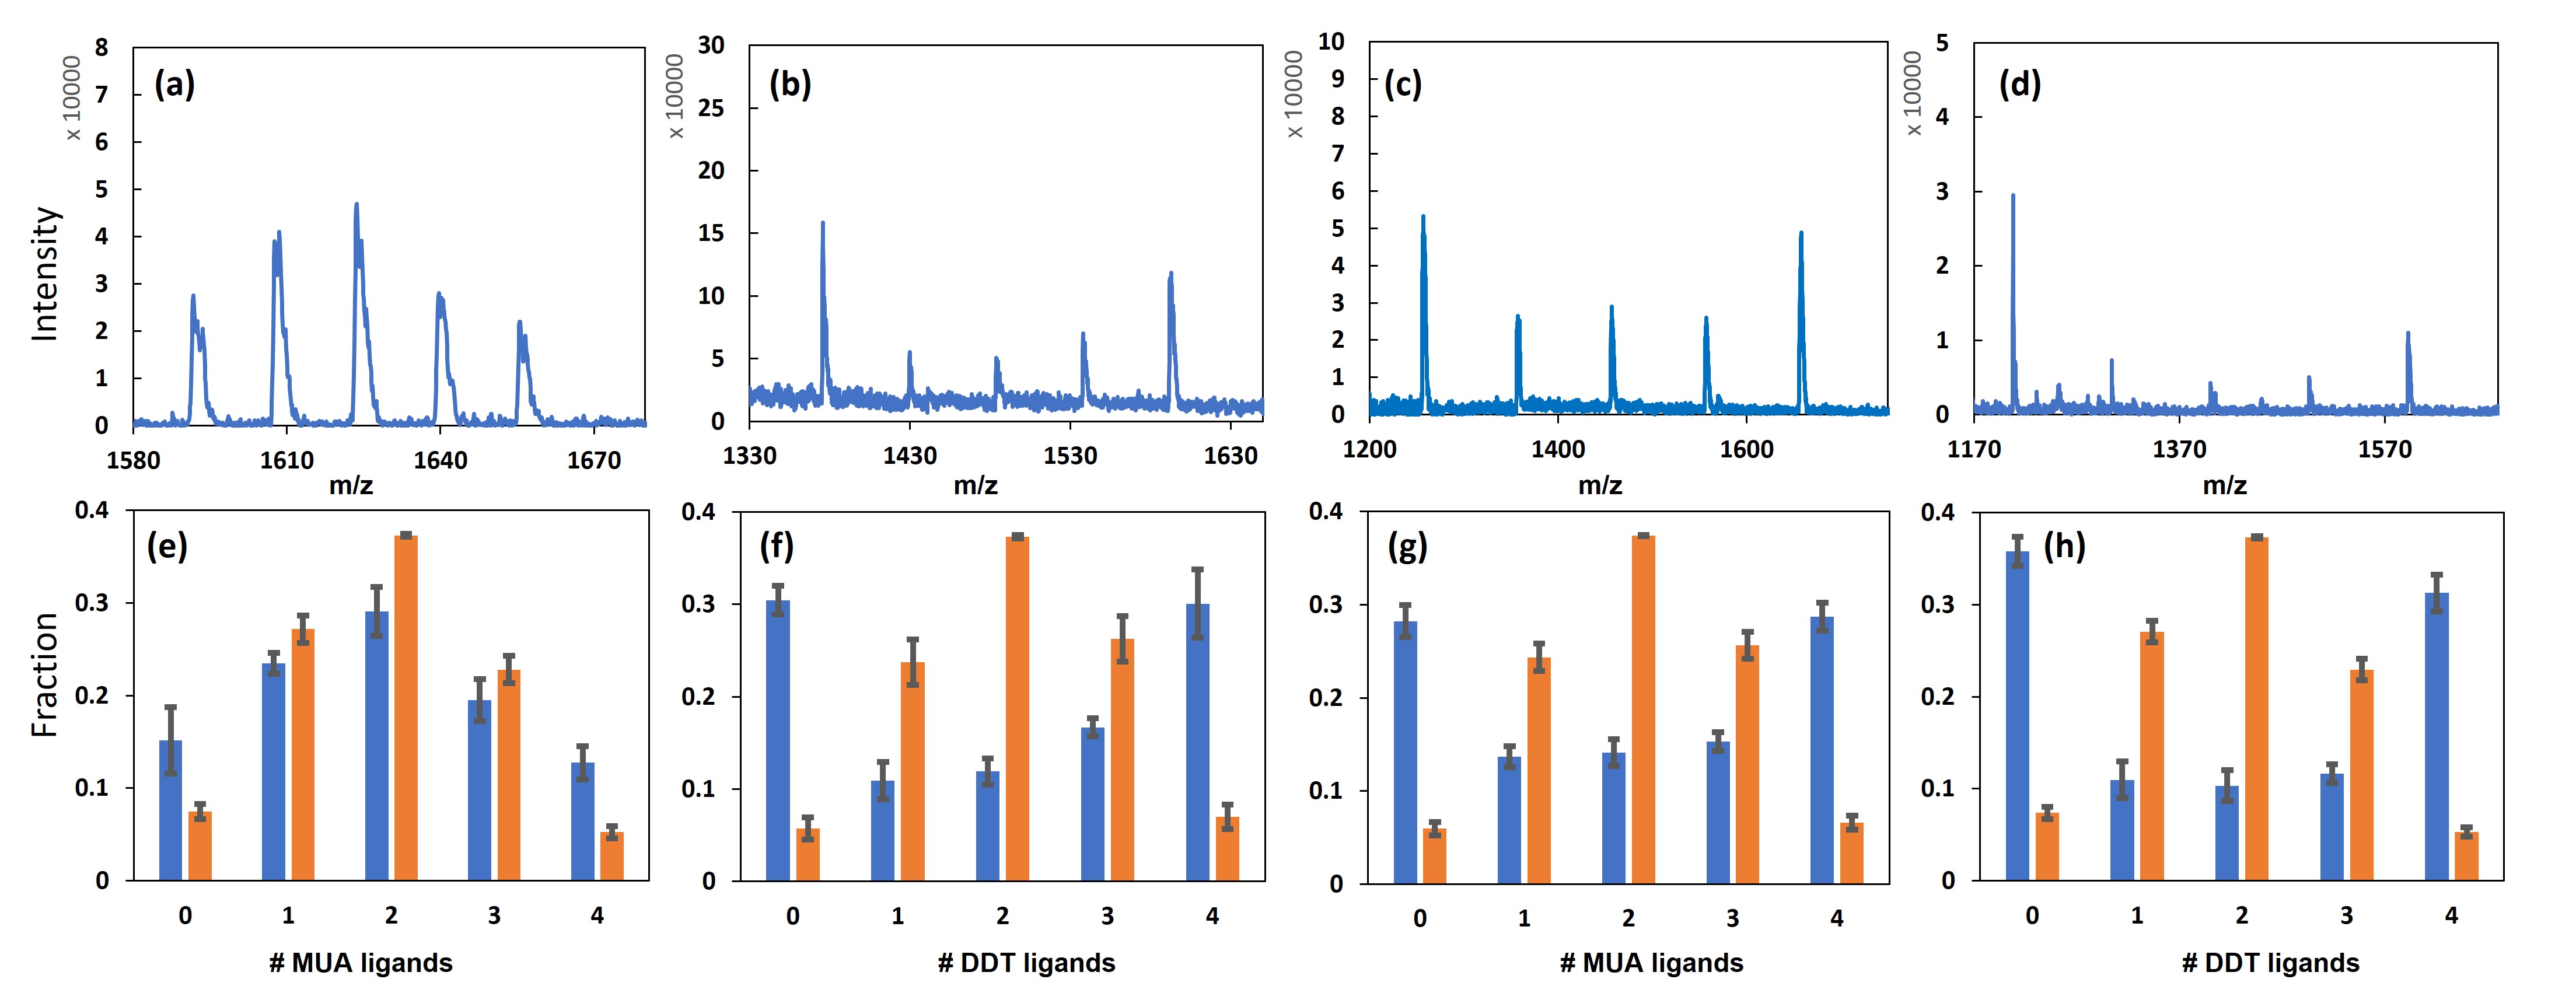 (a)
x 10000
8
7
6
5
4
3
2
1
0
Intensity
1580 1610 1640 1670
m/z
(b)
x 10000
30
25
20
15
10
5
0
1330 1430 1530 1630
m/z
(c)
x 10000
10
9
8
7
6
5
4
3
2
1
0
1200 1400 1600
m/z
(d)
x 10000
5
4
3
2
1
0
1170 1370 1570
m/z
(e)
0.4
0.3
0.2
0.1
0
Fraction
0 1 2 3 4
# MUA ligands
(f)
0.4
0.3
0.2
0.1
0
0 1 2 3 4
# DDT ligands
(g)
0.4
0.3
0.2
0.1
0
0 1 2 3 4
# MUA ligands
(h)
0.4
0.3
0.2
0.1
0
0 1 2 3 4
# DDT ligands